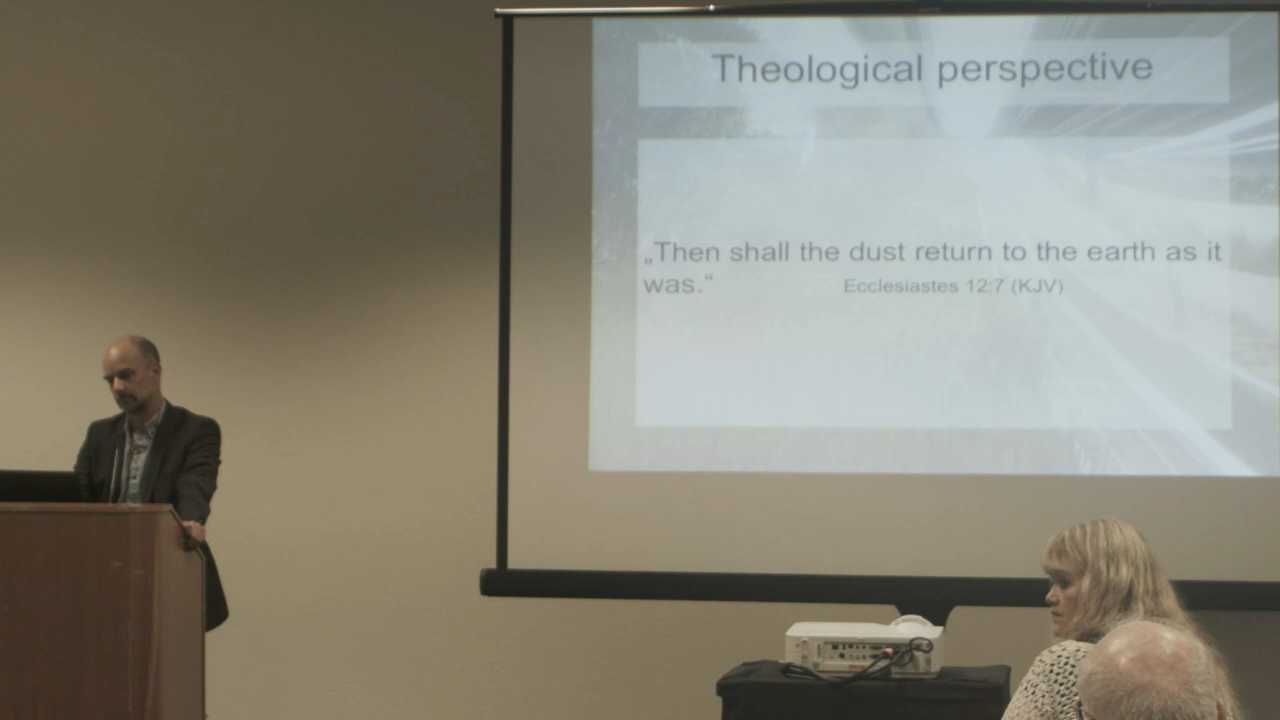 Theological perspective
„Then shall the dust return to the earth as it
was.“ Ecclesiastes 12:7 (KJV)